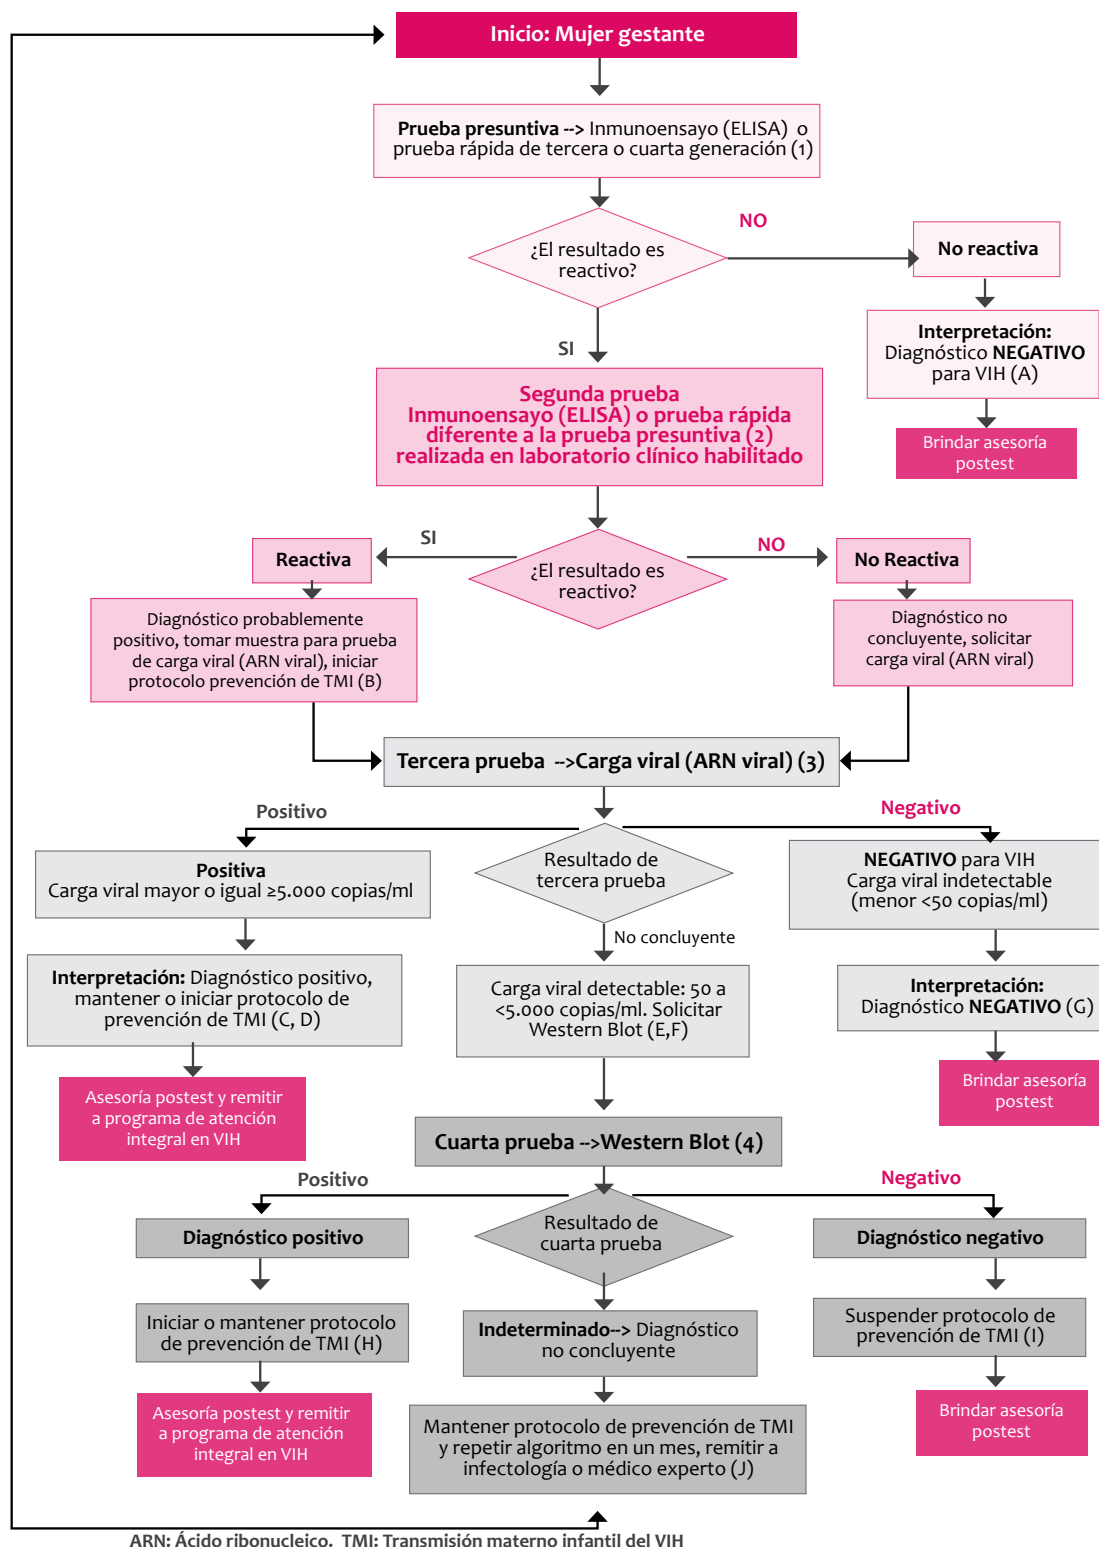 Inicio: Mujer gestante
Prueba presuntiva --> Inmunoensayo (ELISA) o
prueba rápida de tercera o cuarta generación (1)
NO
¿El resultado es
reactivo?
No reactiva
SI
Interpretación:
Diagnóstico NEGATIVO
para VIH (A)
Segunda prueba
Inmunoensayo (ELISA) o prueba rápida
diferente a la prueba presuntiva (2)
realizada en laboratorio clínico habilitado
Brindar asesoría
postest
SI
NO
Reactiva
¿El resultado es
reactivo?
No Reactiva
Diagnóstico probablemente
positivo, tomar muestra para prueba
de carga viral (ARN viral), iniciar
protocolo prevención de TMI (B)
Diagnóstico no
concluyente, solicitar
carga viral (ARN viral)
Tercera prueba -->Carga viral (ARN viral) (3)
Positivo
Negativo
Positiva
Carga viral mayor o igual ≥5.000 copias/ml
Resultado de
tercera prueba
NEGATIVO para VIH
Carga viral indetectable
(menor <50 copias/ml)
No concluyente
Interpretación: Diagnóstico positivo,
mantener o iniciar protocolo de
prevención de TMI (C, D)
Carga viral detectable: 50 a
<5.000 copias/ml. Solicitar
Western Blot (E,F)
Interpretación:
Diagnóstico NEGATIVO (G)
Asesoría postest y remitir
a programa de atención
integral en VIH
Brindar asesoría
postest
Cuarta prueba -->Western Blot (4)
Positivo
Negativo
Diagnóstico positivo
Resultado de
cuarta prueba
Diagnóstico negativo
Iniciar o mantener protocolo
de prevención de TMI (H)
Indeterminado--> Diagnóstico
no concluyente
Suspender protocolo de
prevención de TMI (I)
Asesoría postest y remitir
a programa de atención
integral en VIH
Mantener protocolo de prevención de TMI
y repetir algoritmo en un mes, remitir a
infectología o médico experto (J)
Brindar asesoría
postest
ARN: Ácido ribonucleico. TMI: Transmisión materno infantil del VIH